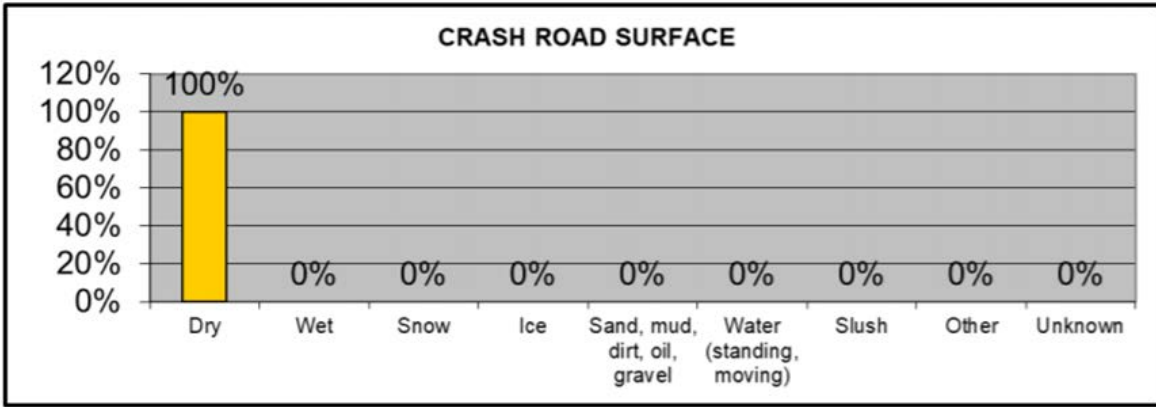 CRASH ROAD SURFACE
120%
100%
80%
60%
40%
20%
0%
100%
0%
0%
0%
0%
0%
0%
0%
0%
Dry
Wet
Snow
Ice
Sand, mud,
dirt, oil,
gravel
Water
(standing,
moving)
Slush
Other
Unknown